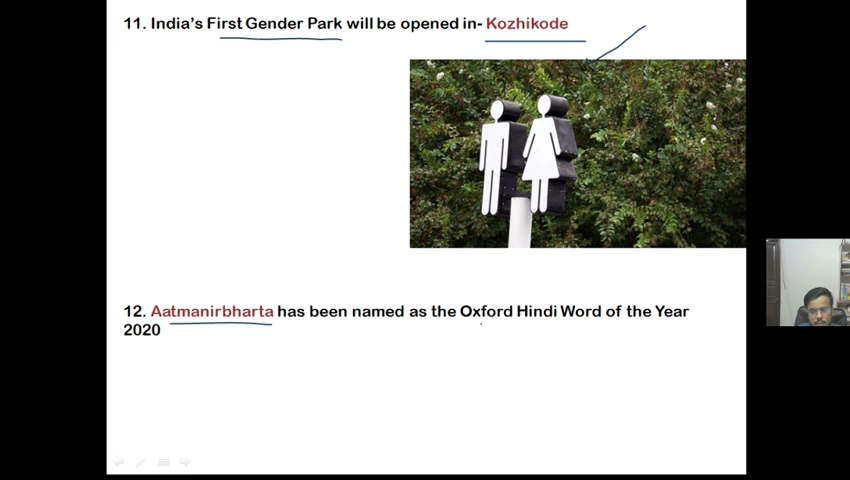 11. India's First Gender Park will be opened in- Kozhikode
12. Aatmanirbharta has been named as the Oxford Hindi Word of the Year
2020